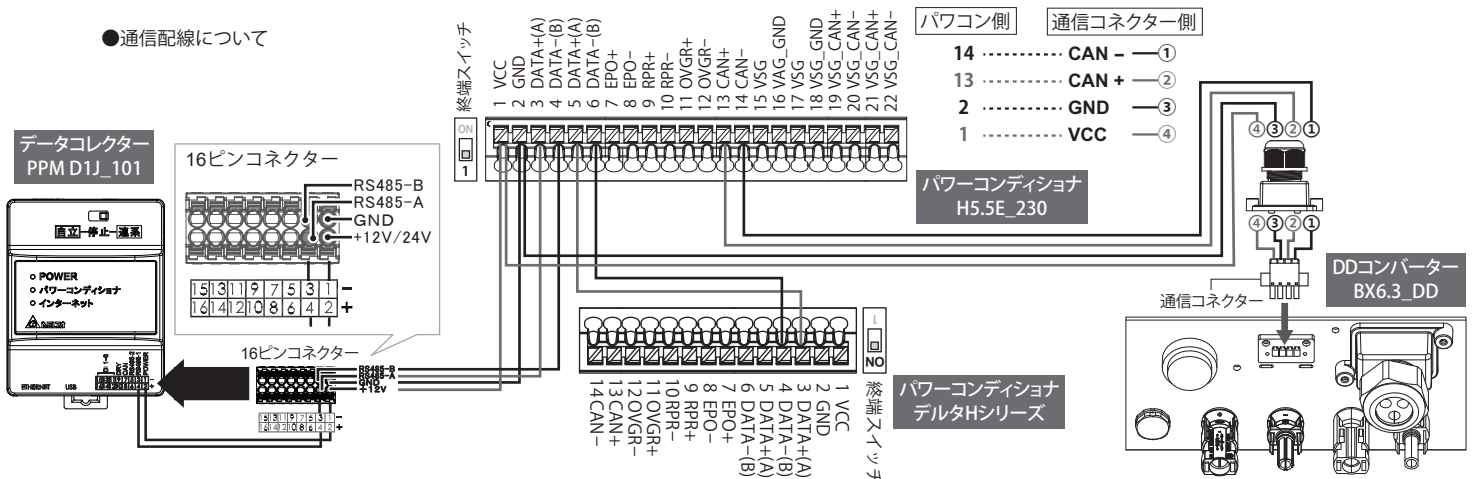 ●通信配線について
データコレクター
PPM D1J_101
自立 停止 連系
POWER
パワーコンディショナ
インターネット
ETHERNET
USB
16ピンコネクター
RS485-B
RS485-A
GND
+12V/24V
15 13 11 9 7 5 3 1 −
16 14 12 10 8 6 4 2 +
16ピンコネクター
RS485-B
RS485-A
GND
+12V
15 13 11 9 7 5 3 1 −
16 14 12 10 8 6 4 2 +
終端スイッチ
ON
1
1 VCC
2 GND
3 DATA+(A)
4 DATA−(B)
5 DATA+(A)
6 DATA−(B)
7 EPO+
8 EPO−
9 RPR+
10 RPR−
11 OVGR+
12 OVGR−
13 CAN+
14 CAN−
15 VSG
16 VAG_GND
17 VSG
18 VSG_GND
19 VSG_CAN+
20 VSG_CAN−
21 VSG_CAN+
22 VSG_CAN−
パワーコンディショナ
H5.5E_230
パワコン側 通信コネクター側
14 CAN − ①
13 CAN + ②
2 GND ③
1 VCC ④
④③②①
④③②①
通信コネクター
DDコンバーター
BX6.3_DD
14 CAN−
13 CAN+
12 OVGR−
11 OVGR+
10 RPR−
9 RPR+
8 EPO−
7 EPO+
6 DATA−(B)
5 DATA+(A)
4 DATA−(B)
3 DATA+(A)
2 GND
1 VCC
1
ON
終端スイッチ
パワーコンディショナ
デルタHシリーズ